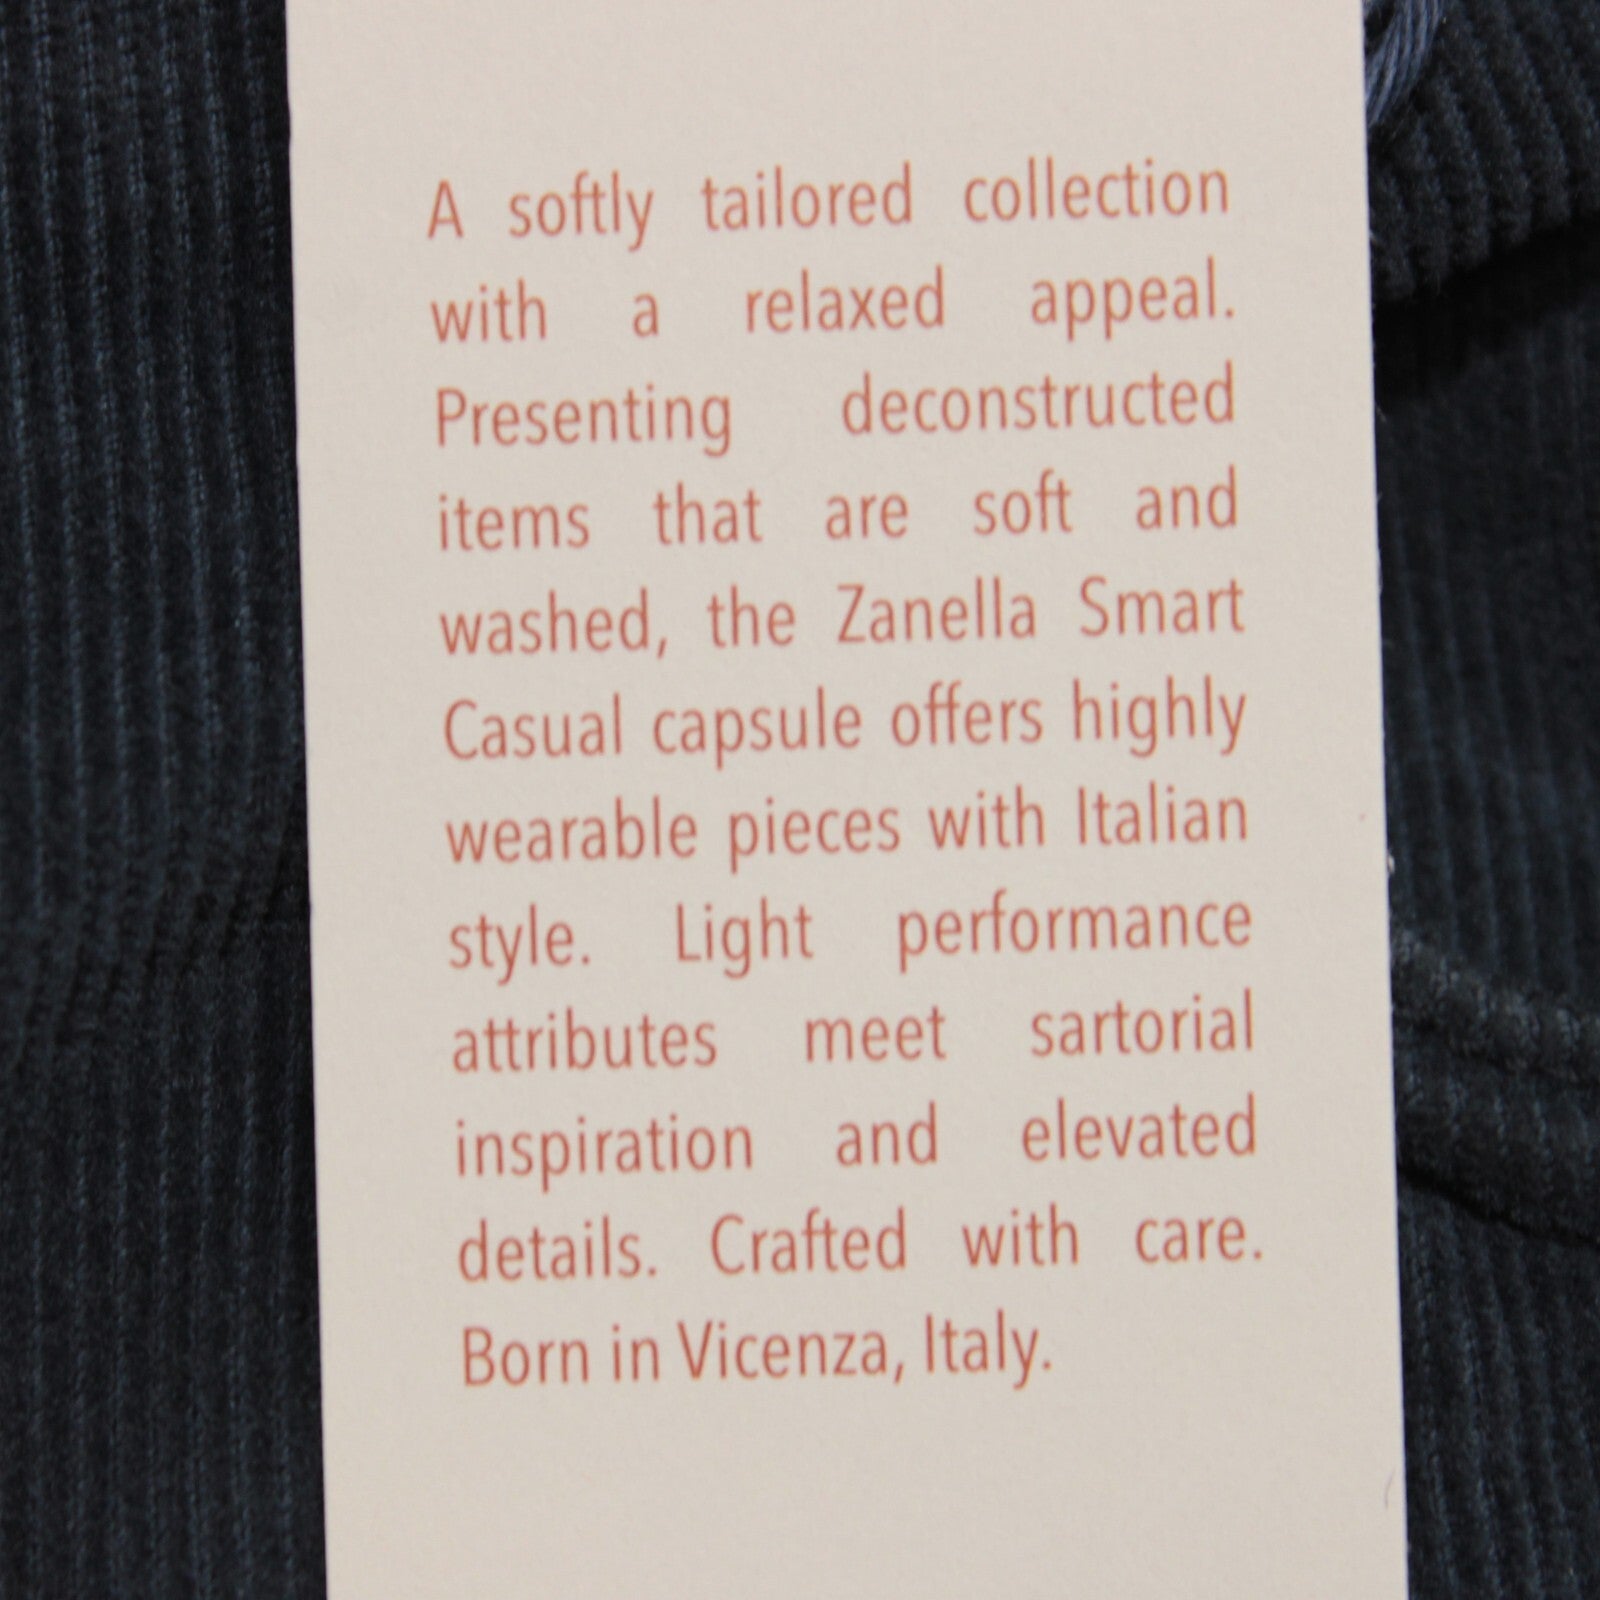 A softly tailored collection
with a relaxed appeal.
Presenting deconstructed
items that are soft and
washed, the Zanella Smart
Casual capsule offers highly
wearable pieces with Italian
style. Light performance
attributes meet sartorial
inspiration and elevated
details. Crafted with care.
Born in Vicenza, Italy.